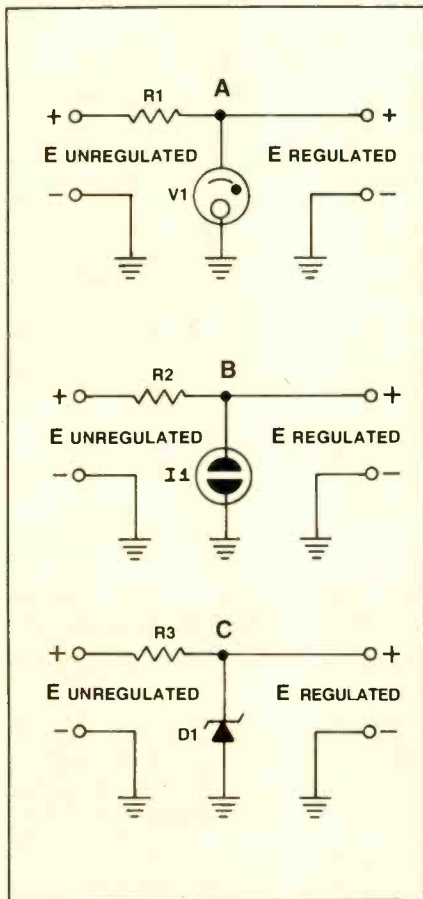 A
R1
+ +
E UNREGULATED E REGULATED
- V1 -
B
R2
+ +
E UNREGULATED E REGULATED
- I1 -
C
R3
+ +
E UNREGULATED E REGULATED
- D1 -